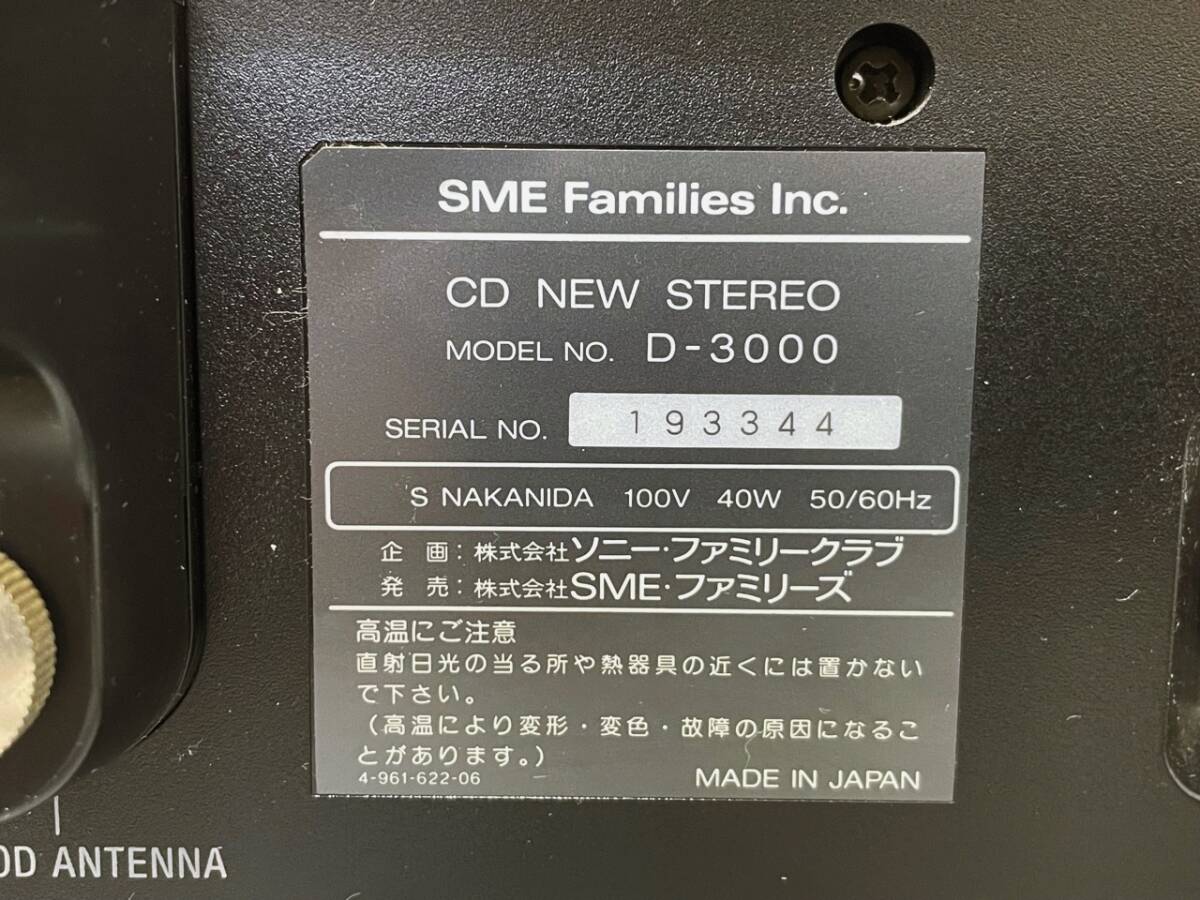 SME Families Inc.
CD NEW STEREO
MODEL NO. D-3000
SERIAL NO. 193344
S NAKANIDA 100V 40W 50/60Hz
企 画：株式会社ソニー・ファミリークラブ
発 売：株式会社SME・ファミリーズ
高温にご注意
直射日光の当る所や熱器具の近くには置かない
で下さい。
（高温により変形・変色・故障の原因になるこ
とがあります。）
4-961-622-06 MADE IN JAPAN
OD ANTENNA